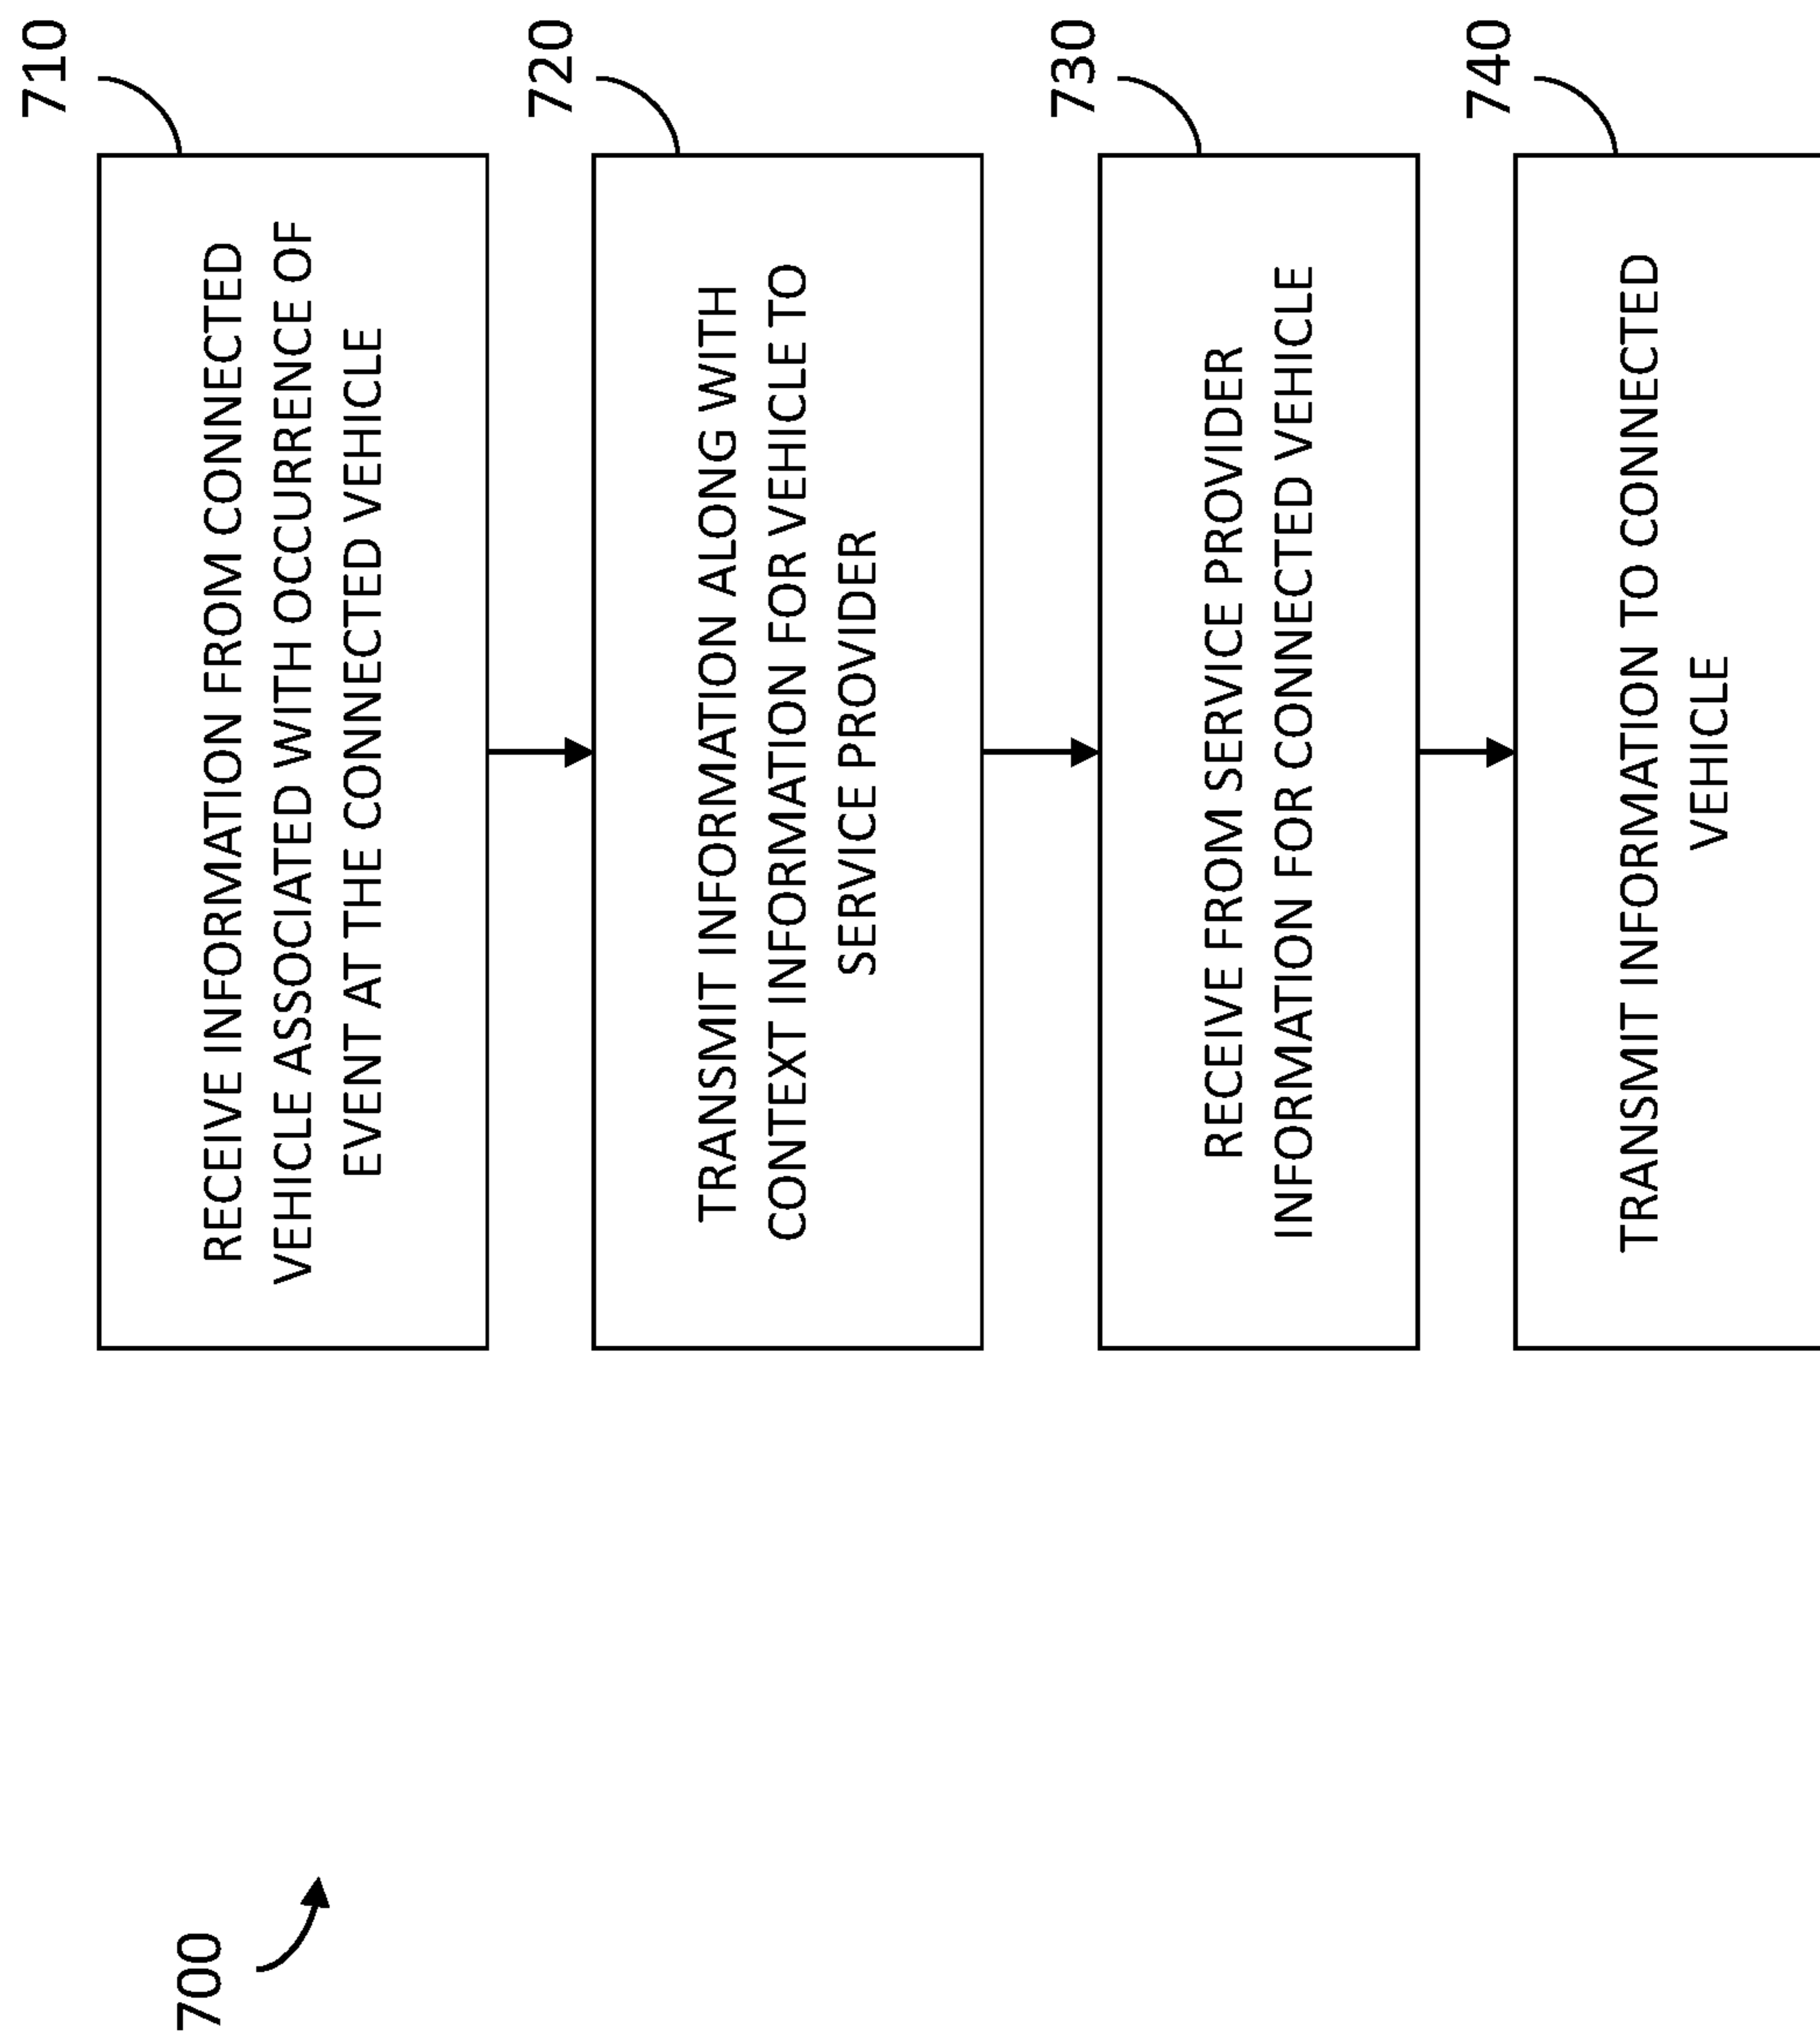 700
710
RECEIVE INFORMATION FROM CONNECTED
VEHICLE ASSOCIATED WITH OCCURRENCE OF
EVENT AT THE CONNECTED VEHICLE
720
TRANSMIT INFORMATION ALONG WITH
CONTEXT INFORMATION FOR VEHICLE TO
SERVICE PROVIDER
730
RECEIVE FROM SERVICE PROVIDER
INFORMATION FOR CONNECTED VEHICLE
740
TRANSMIT INFORMATION TO CONNECTED
VEHICLE